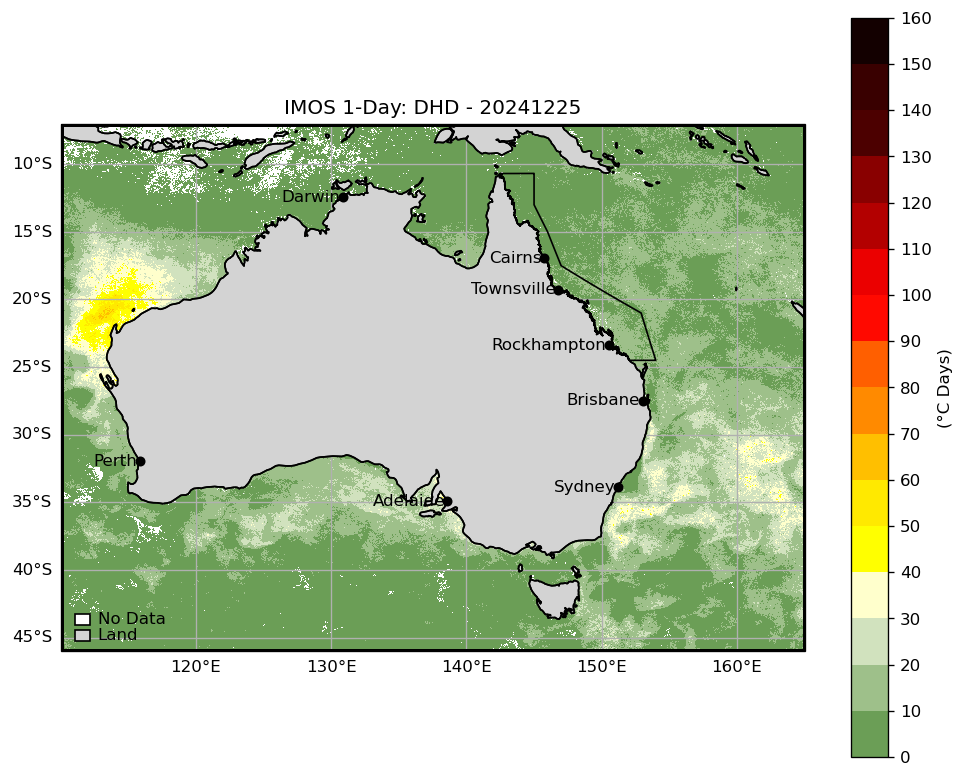 IMOS 1-Day: DHD - 20241225
10°S
15°S
20°S
25°S
30°S
35°S
40°S
45°S
Darwin
Cairns
Townsville
Rockhampton
Brisbane
Perth
Sydney
Adelaide
No Data
Land
120°E
130°E
140°E
150°E
160°E
160
150
140
130
120
110
100
90
80
70
60
50
40
30
20
10
0
(°C Days)